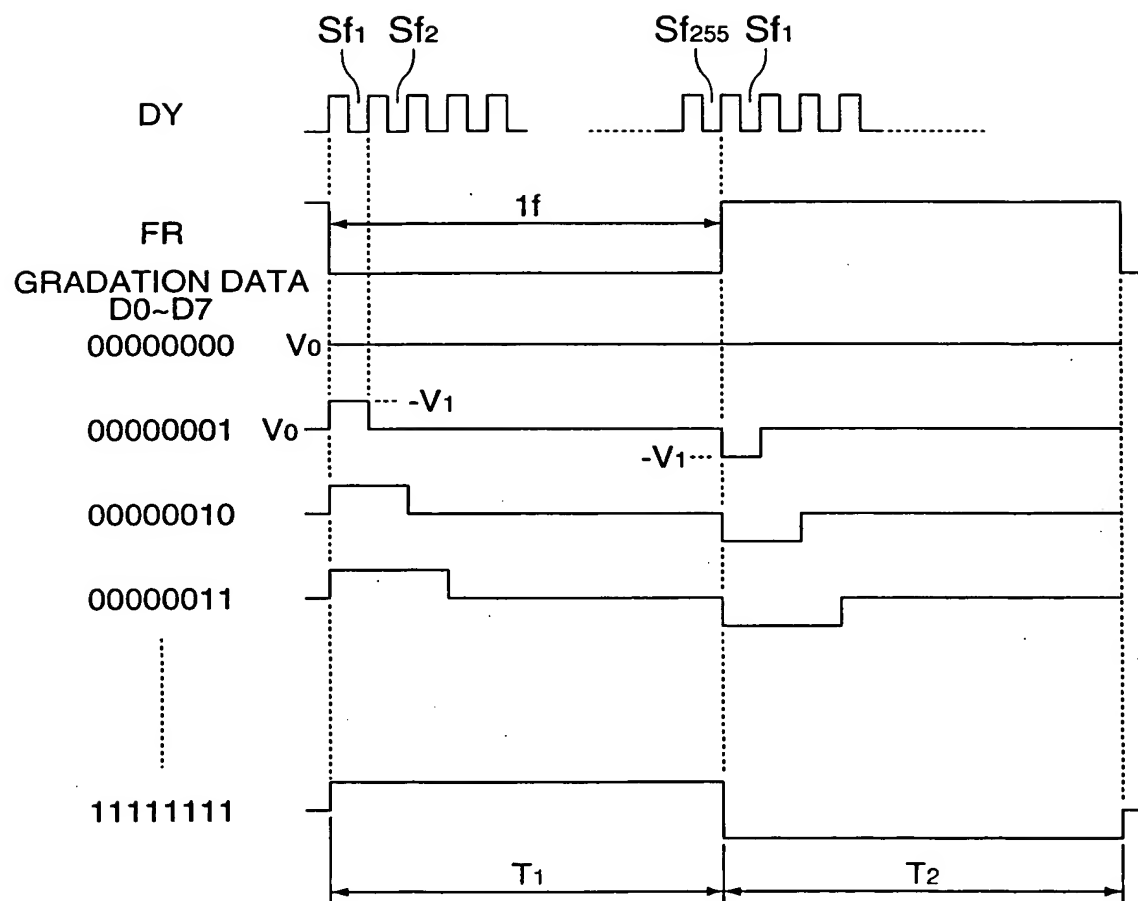 Sf1 Sf2 Sf255 Sf1
DY
1f
FR
GRADATION DATA
D0~D7
00000000 V0
-V1
00000001 V0
-V1
00000010
00000011
11111111
T1 T2